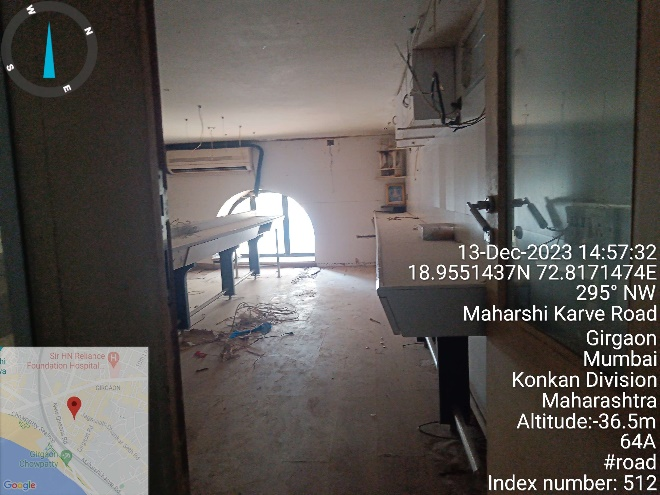 W
N
S
E
13-Dec-2023 14:57:32
18.9551437N 72.8171474E
295° NW
Maharshi Karve Road
Girgaon
Mumbai
Konkan Division
Maharashtra
Altitude:-36.5m
64A
#road
Index number: 512
Sir HN Reliance
Foundation Hospital
GIRGAON
Girgaon
Chowpatty
Google